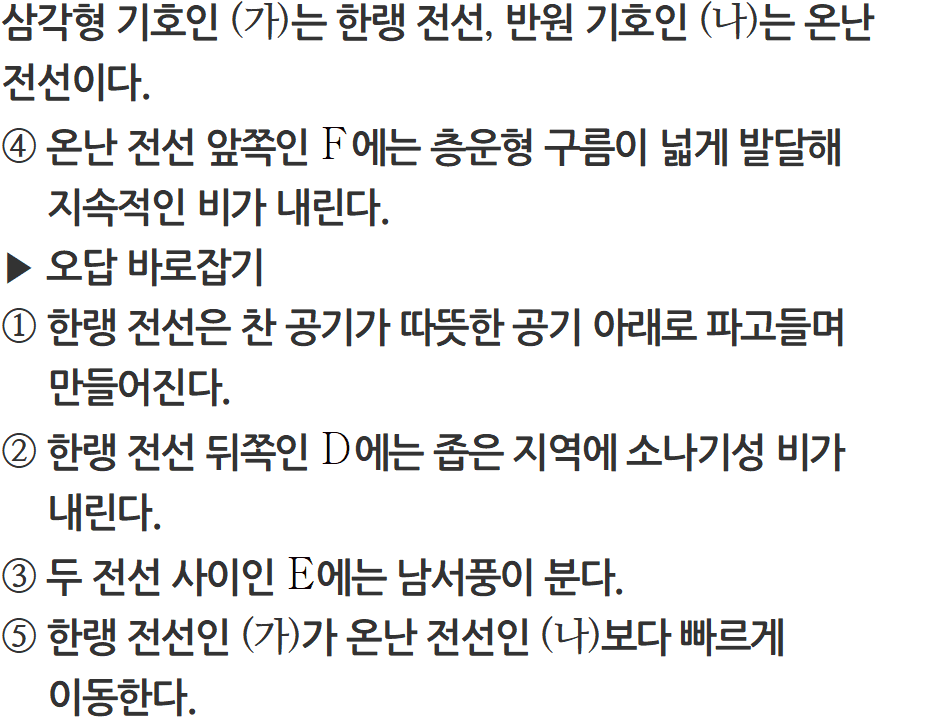 삼각형 기호인 (가)는 한랭 전선, 반원 기호인 (나)는 온난
전선이다.
④ 온난 전선 앞쪽인 F에는 층운형 구름이 넓게 발달해
지속적인 비가 내린다.
▶ 오답 바로잡기
① 한랭 전선은 찬 공기가 따뜻한 공기 아래로 파고들며
만들어진다.
② 한랭 전선 뒤쪽인 D에는 좁은 지역에 소나기성 비가
내린다.
③ 두 전선 사이인 E에는 남서풍이 분다.
⑤ 한랭 전선인 (가)가 온난 전선인 (나)보다 빠르게
이동한다.